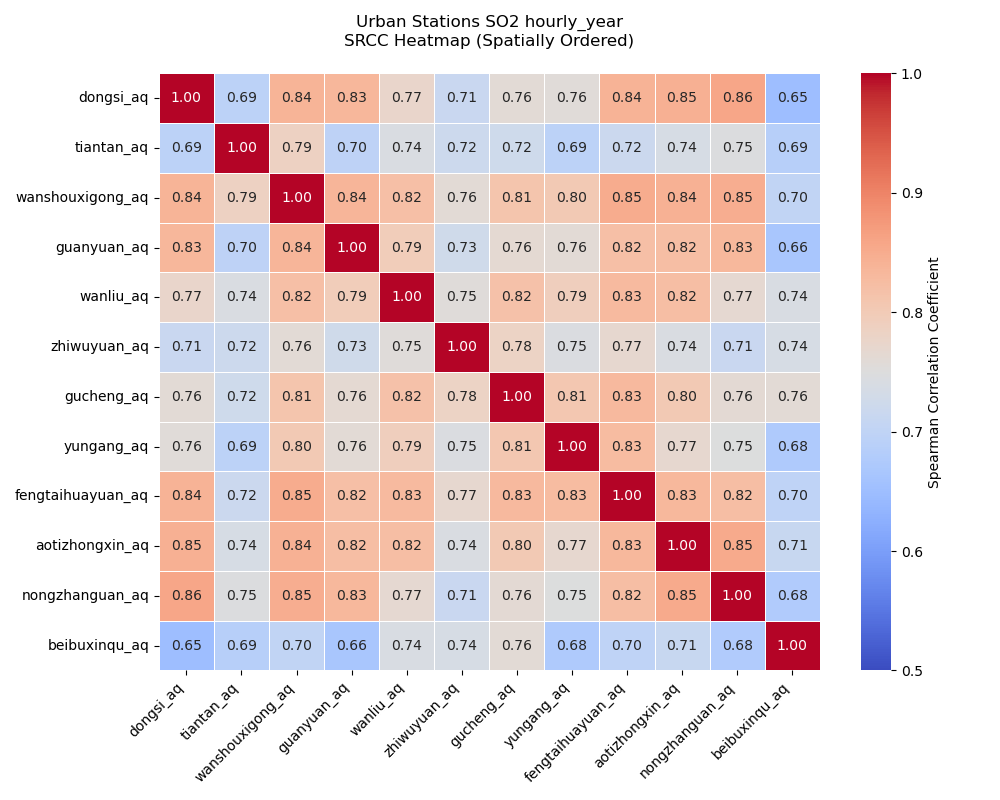 Urban Stations SO2 hourly_year
SRCC Heatmap (Spatially Ordered)
dongsi_aq 1.00 0.69 0.84 0.83 0.77 0.71 0.76 0.76 0.84 0.85 0.86 0.65
tiantan_aq 0.69 1.00 0.79 0.70 0.74 0.72 0.72 0.69 0.72 0.74 0.75 0.69
wanshouxigong_aq 0.84 0.79 1.00 0.84 0.82 0.76 0.81 0.80 0.85 0.84 0.85 0.70
guanyuan_aq 0.83 0.70 0.84 1.00 0.79 0.73 0.76 0.76 0.82 0.82 0.83 0.66
wanliu_aq 0.77 0.74 0.82 0.79 1.00 0.75 0.82 0.79 0.83 0.82 0.77 0.74
zhiwuyuan_aq 0.71 0.72 0.76 0.73 0.75 1.00 0.78 0.75 0.77 0.74 0.71 0.74
gucheng_aq 0.76 0.72 0.81 0.76 0.82 0.78 1.00 0.81 0.83 0.80 0.76 0.76
yungang_aq 0.76 0.69 0.80 0.76 0.79 0.75 0.81 1.00 0.83 0.77 0.75 0.68
fengtaihuayuan_aq 0.84 0.72 0.85 0.82 0.83 0.77 0.83 0.83 1.00 0.83 0.82 0.70
aotizhongxin_aq 0.85 0.74 0.84 0.82 0.82 0.74 0.80 0.77 0.83 1.00 0.85 0.71
nongzhanguan_aq 0.86 0.75 0.85 0.83 0.77 0.71 0.76 0.75 0.82 0.85 1.00 0.68
beibuxinqu_aq 0.65 0.69 0.70 0.66 0.74 0.74 0.76 0.68 0.70 0.71 0.68 1.00
dongsi_aq
tiantan_aq
wanshouxigong_aq
guanyuan_aq
wanliu_aq
zhiwuyuan_aq
gucheng_aq
yungang_aq
fengtaihuayuan_aq
aotizhongxin_aq
nongzhanguan_aq
beibuxinqu_aq
1.0
0.9
0.8
0.7
0.6
0.5
Spearman Correlation Coefficient